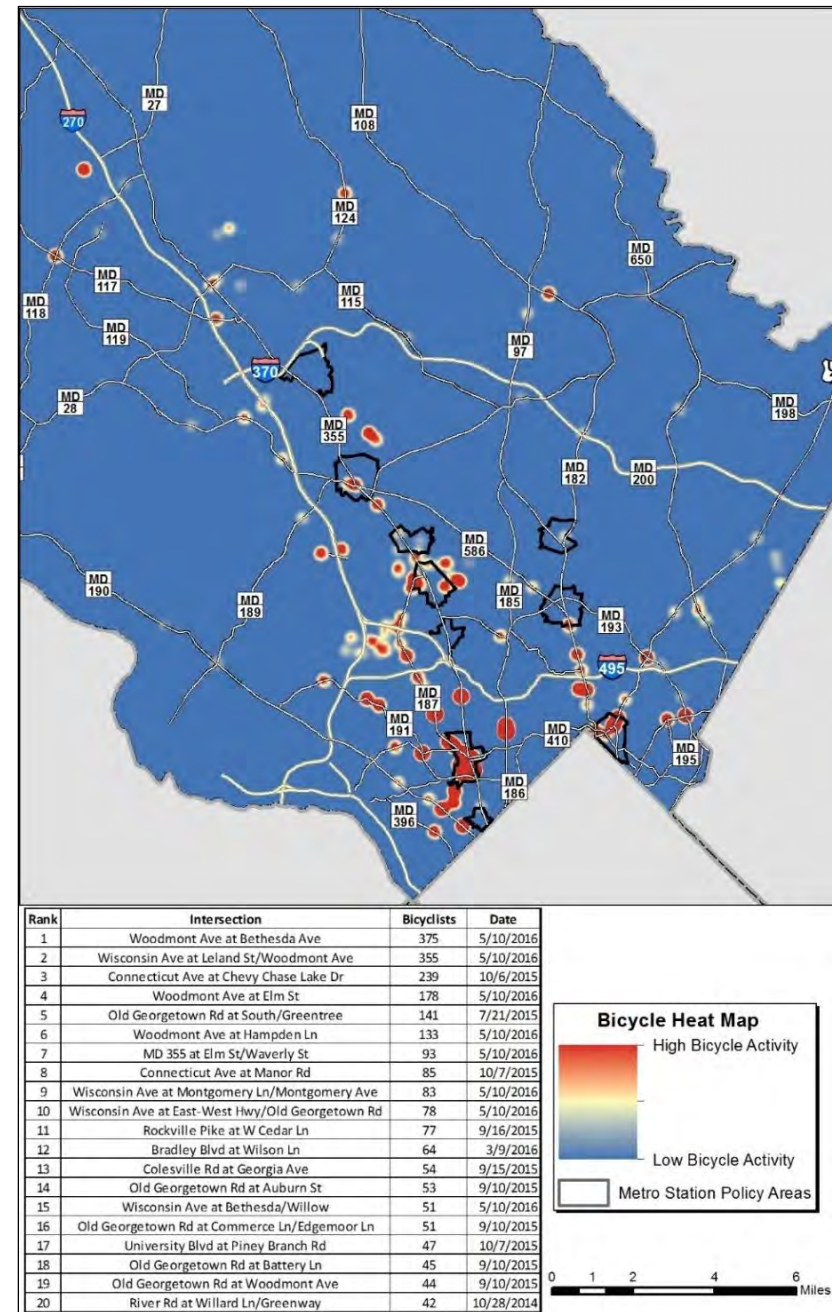 MD 27
270
MD 108
MD 124
MD 650
MD 117
MD 118
MD 115
MD 119
MD 97
370
MD 28
MD 198
MD 355
MD 182
MD 200
MD 586
MD 190
MD 185
MD 189
MD 193
495
MD 187
MD 191
MD 410
MD 195
MD 186
MD 396
Rank Intersection Bicyclists Date
1 Woodmont Ave at Bethesda Ave 375 5/10/2016
2 Wisconsin Ave at Leland St/Woodmont Ave 355 5/10/2016
3 Connecticut Ave at Chevy Chase Lake Dr 239 10/6/2015
4 Woodmont Ave at Elm St 178 5/10/2016
5 Old Georgetown Rd at South/Greentree 141 7/21/2015
6 Woodmont Ave at Hampden Ln 133 5/10/2016
7 MD 355 at Elm St/Waverly St 93 5/10/2016
8 Connecticut Ave at Manor Rd 85 10/7/2015
9 Wisconsin Ave at Montgomery Ln/Montgomery Ave 83 5/10/2016
10 Wisconsin Ave at East-West Hwy/Old Georgetown Rd 78 5/10/2016
11 Rockville Pike at W Cedar Ln 77 9/16/2015
12 Bradley Blvd at Wilson Ln 64 3/9/2016
13 Colesville Rd at Georgia Ave 54 9/15/2015
14 Old Georgetown Rd at Auburn St 53 9/10/2015
15 Wisconsin Ave at Bethesda/Willow 51 5/10/2016
16 Old Georgetown Rd at Commerce Ln/Edgemoor Ln 51 9/10/2015
17 University Blvd at Piney Branch Rd 47 10/7/2015
18 Old Georgetown Rd at Battery Ln 45 9/10/2015
19 Old Georgetown Rd at Woodmont Ave 44 9/10/2015
20 River Rd at Willard Ln/Greenway 42 10/28/2014
Bicycle Heat Map
High Bicycle Activity
Low Bicycle Activity
Metro Station Policy Areas
0 1 2 4 6
Miles